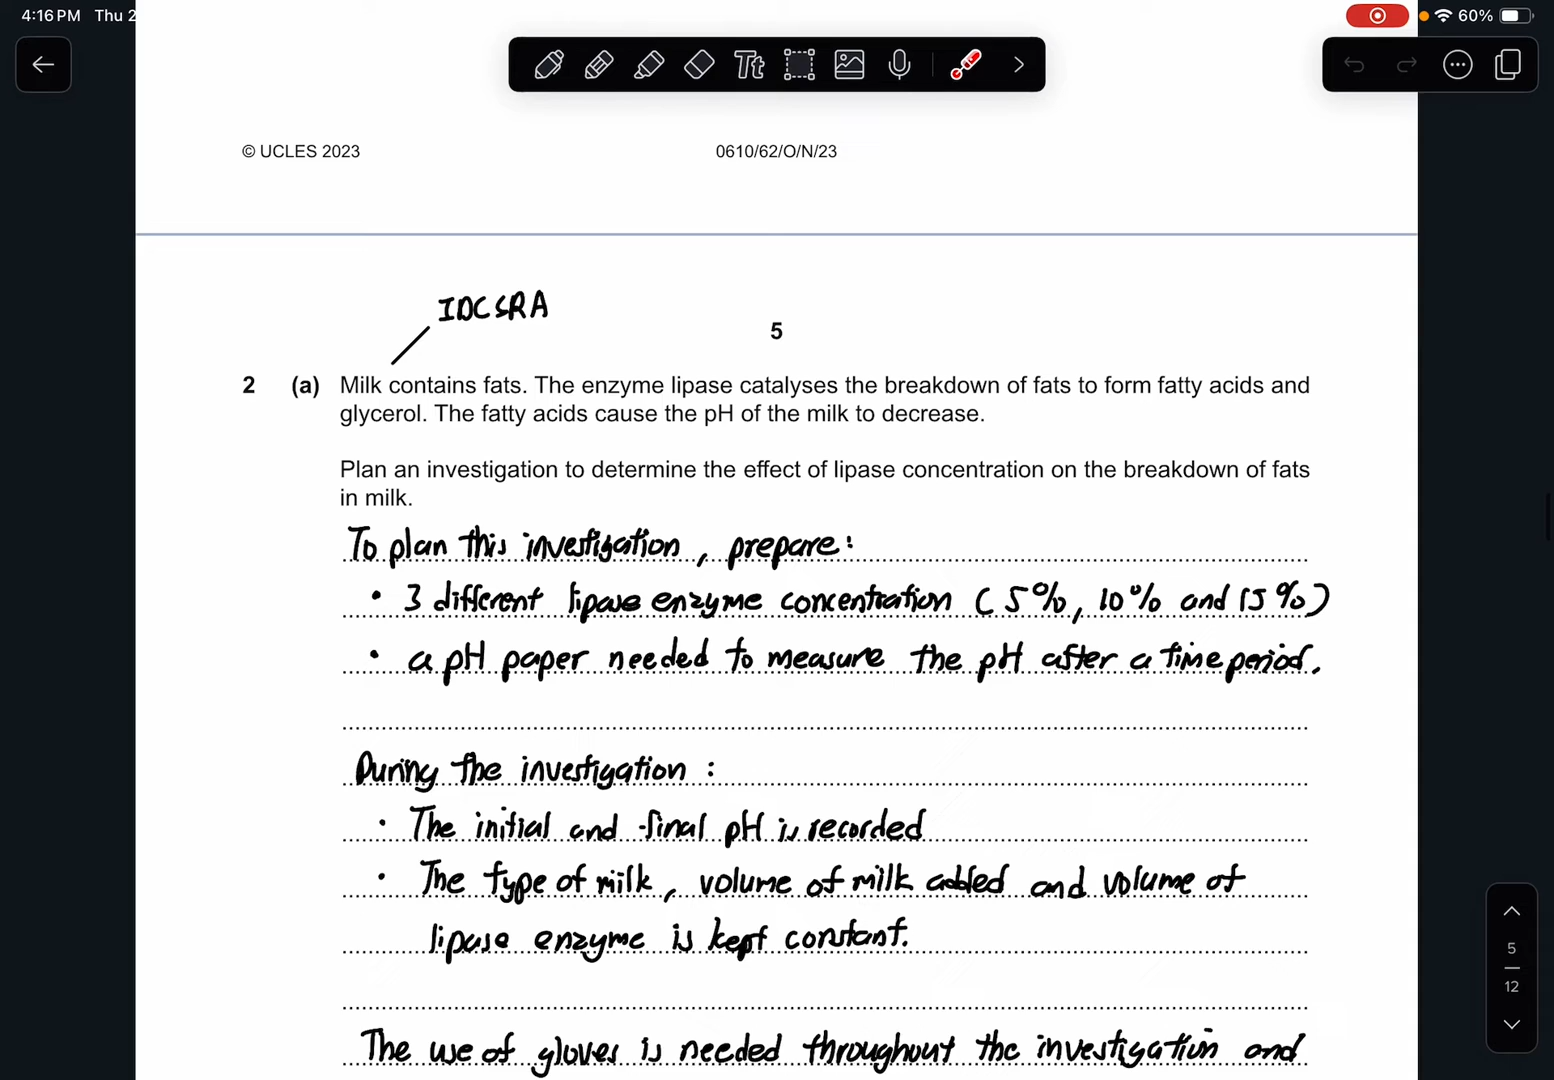 4:16 PM Thu 2
60%
Tt
© UCLES 2023
0610/62/O/N/23
IDCSRA
5
2 (a) Milk contains fats. The enzyme lipase catalyses the breakdown of fats to form fatty acids and
glycerol. The fatty acids cause the pH of the milk to decrease.
Plan an investigation to determine the effect of lipase concentration on the breakdown of fats
in milk.
To plan this investigation, prepare:
• 3 different lipase enzyme concentration (5%, 10% and 15%)
• a pH paper needed to measure the pH after a time period.
During the investigation:
• The initial and final pH is recorded
• The type of milk, volume of milk added and volume of
lipase enzyme is kept constant.
The use of gloves is needed throughout the investigation and
5
12